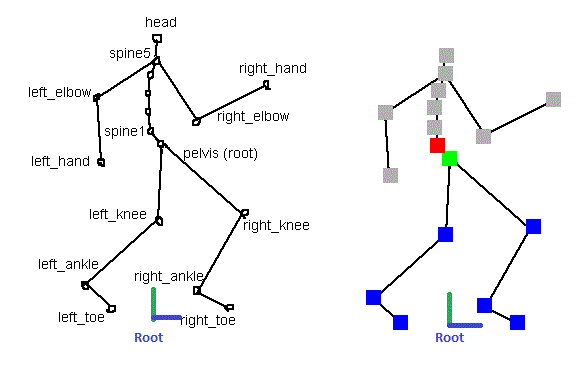 head
spine5
right_hand
left_elbow
right_elbow
spine1
left_hand
pelvis (root)
left_knee
right_knee
left_ankle
right_ankle
left_toe
right_toe
Root
Root